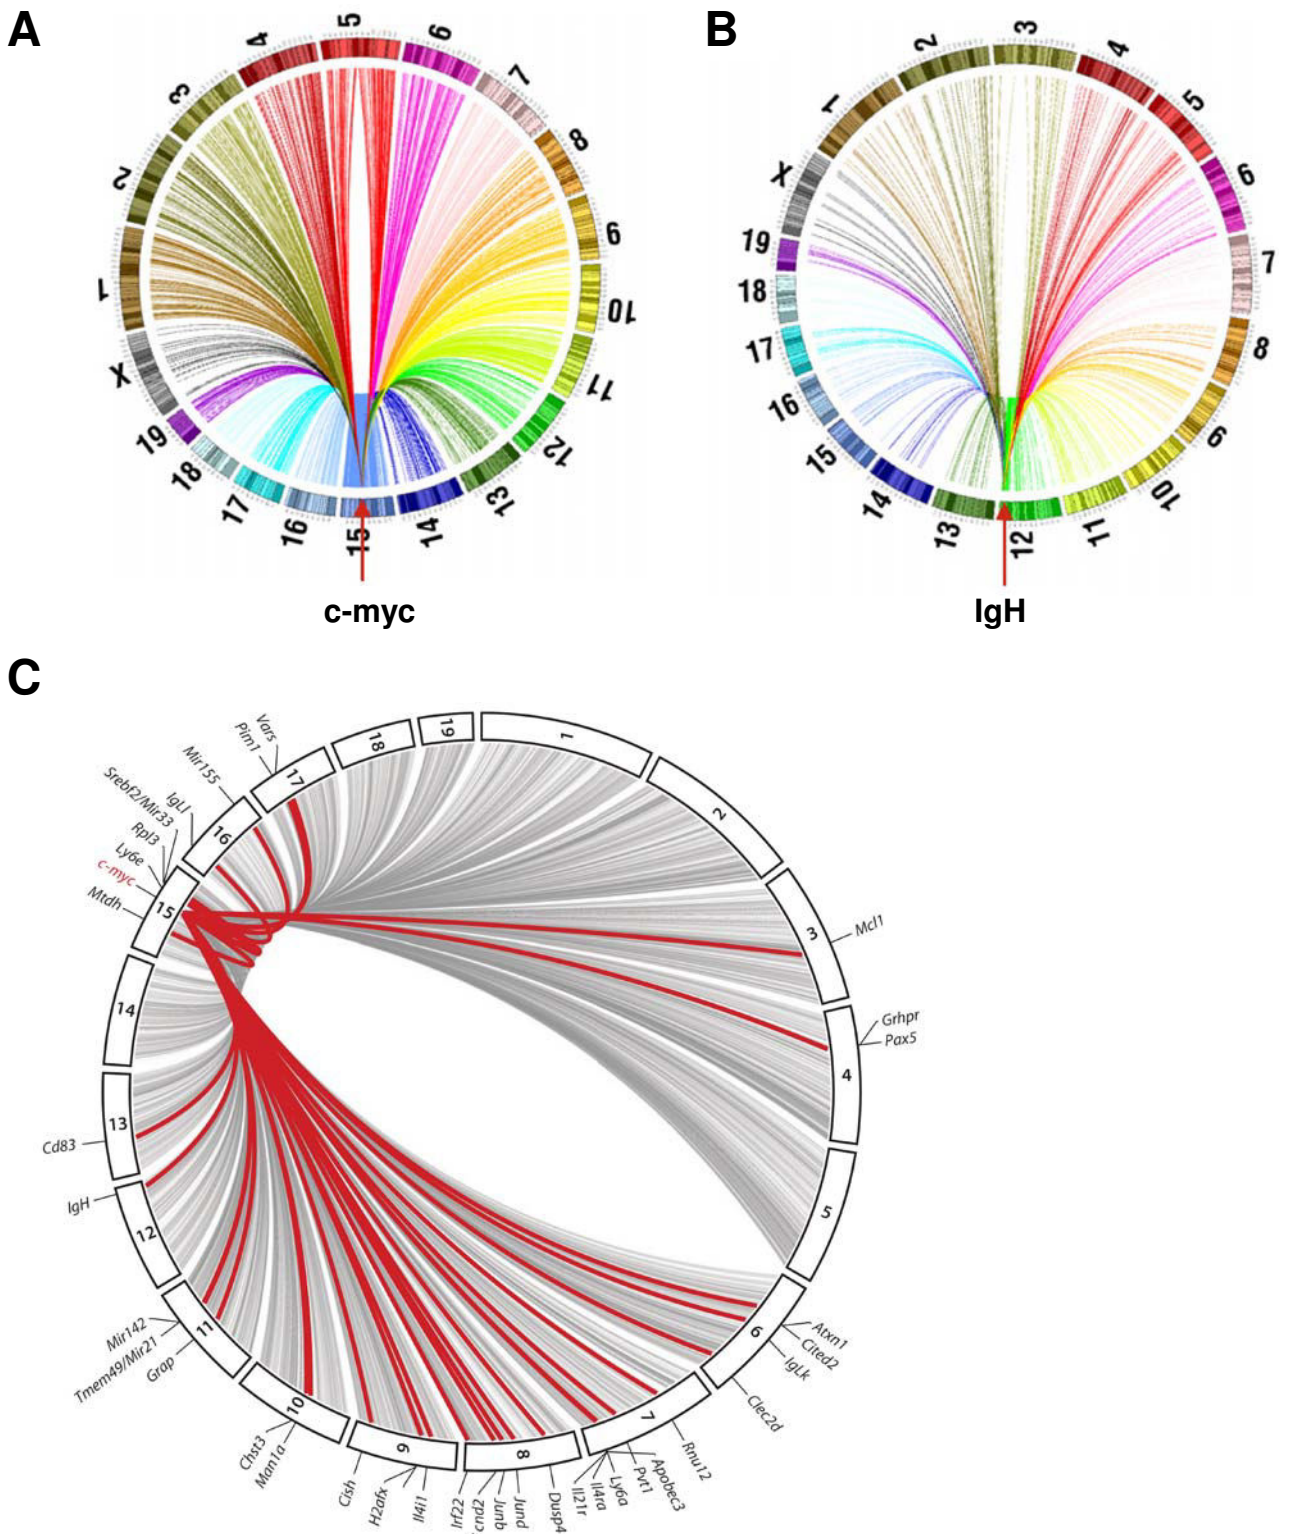 A
5
4
6
3
7
8
2
9
1
10
X
11
19
12
18
13
17
16
15
14
c-myc
B
3
2
4
1
5
X
6
19
7
18
8
17
16
9
15
10
14
11
13
12
IgH
C
19
1
18
2
17
3
16
4
15
5
14
6
13
7
12
8
11
9
10
Vars
Pim1
Mir155
IgLl
Srebf2/Mir33
Rpl3
Ly6e
c-myc
Mtdh
Mcl1
Grhpr
Pax5
Cd83
IgH
Mir142
Tmem49/Mir21
Grap
Chst3
Man1a
Cish
H2afx
Il4i1
Irf22
cnd2
Junb
Jund
Dusp4
Il21r
Il4ra
Ly6a
Pvt1
Apobec3
Rnu12
Clec2d
IgLk
Cited2
Atxn1